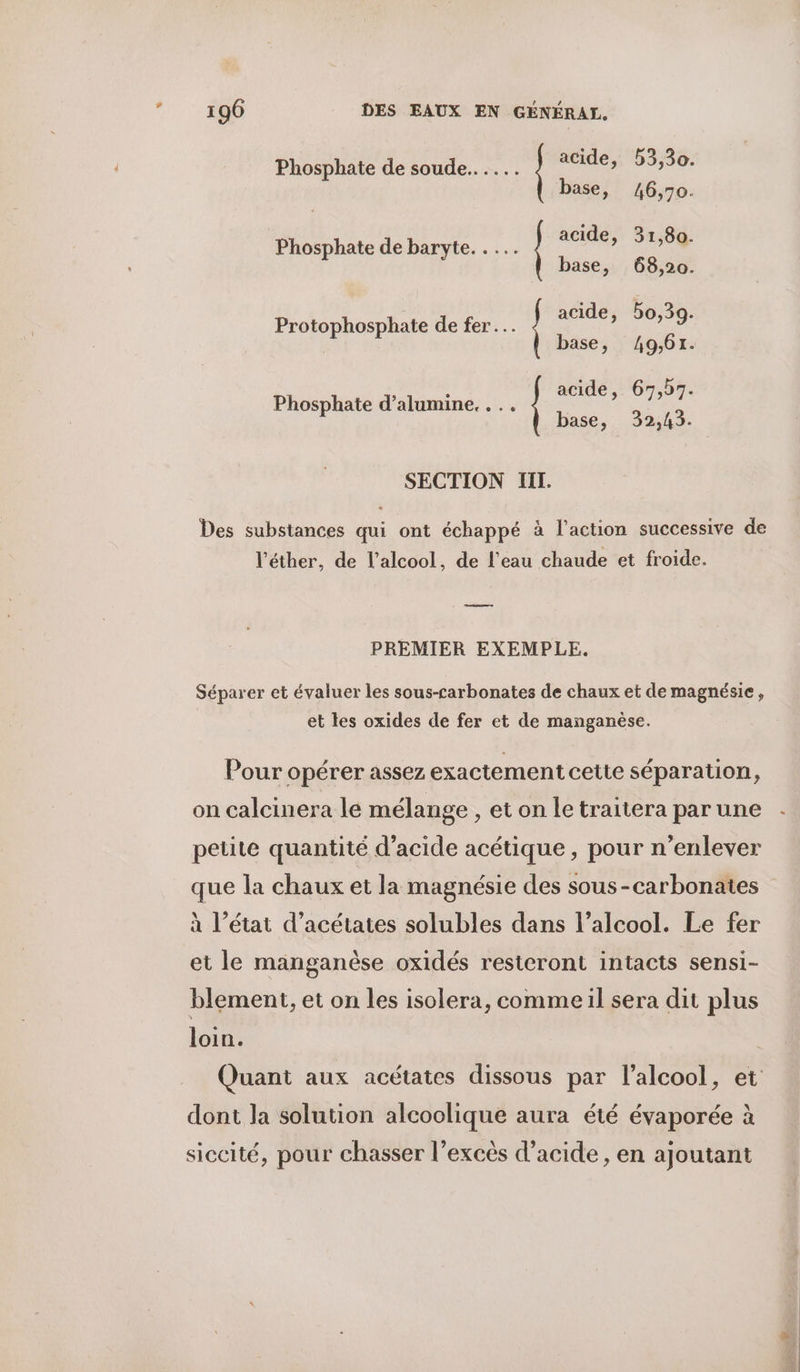 196 DES EAUX EN GÉNÉRAL.
Phosphate de soude...... { acide, 53,30.
base, 46,70.
Phosphate de baryte..... { acide, 31,80.
base, 68,20.
Protophosphate de fer... { acide, 50,39.
base, 49,61.
Phosphate d'alumine.... { acide, 67,57.
base, 32,43.
SECTION III.
Des substances qui ont échappé à l'action successive de
l'éther, de l'alcool, de l'eau chaude et froide.
PREMIER EXEMPLE.
Séparer et évaluer les sous-carbonates de chaux et de magnésie,
et les oxides de fer et de manganèse.
Pour opérer assez exactement cette séparation,
on calcinera le mélange, et on le traitera par une
petite quantité d'acide acétique, pour n'enlever
que la chaux et la magnésie des sous-carbonates
à l'état d'acétates solubles dans l'alcool. Le fer
et le manganèse oxidés resteront intacts sensi-
blement, et on les isolera, comme il sera dit plus
loin.
Quant aux acétates dissous par l'alcool, et
dont la solution alcoolique aura été évaporée à
siccité, pour chasser l'excès d'acide, en ajoutant